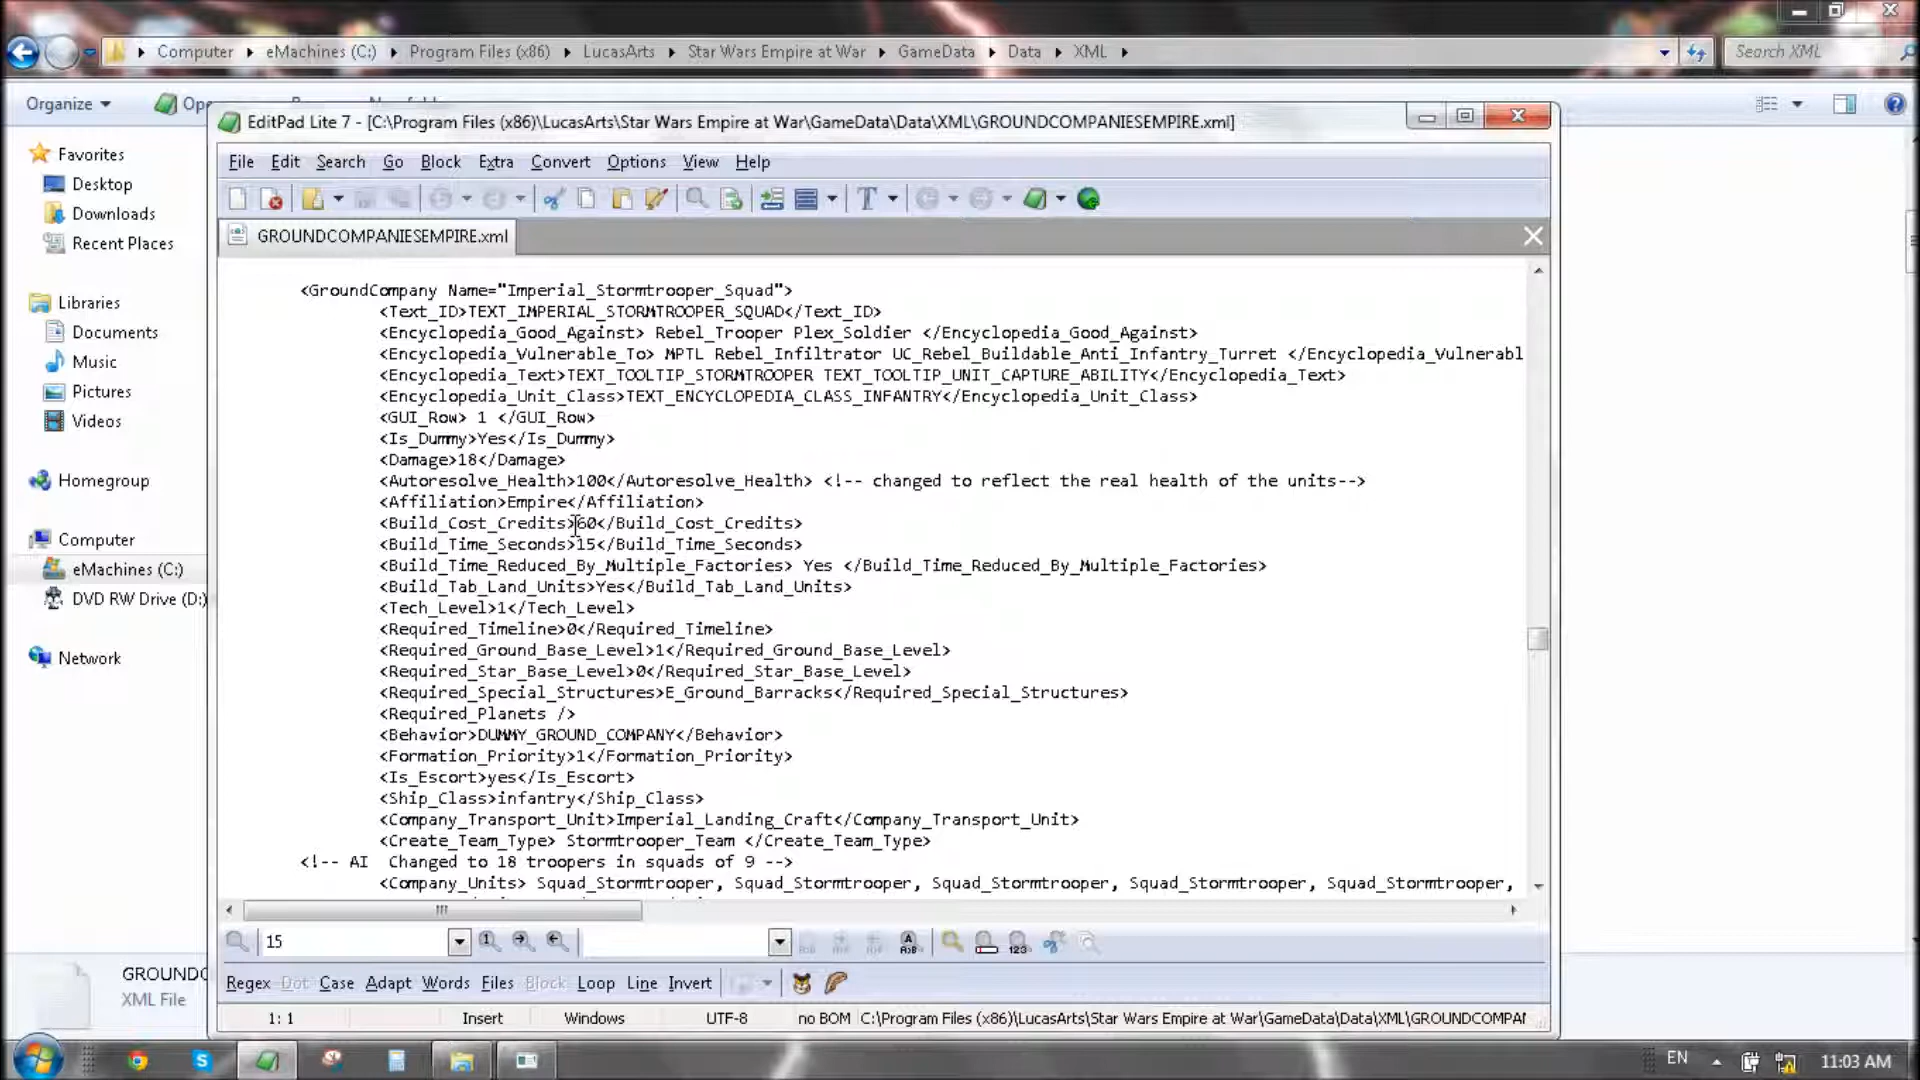 Computer eMachines (C:) Program Files (x86) LucasArts Star Wars Empire at War GameData Data XML
Search XML
Organize
EditPad Lite 7 - [C:\Program Files (x86)\LucasArts\Star Wars Empire at War\GameData\Data\XML\GROUNDCOMPANIESEMPIRE.xml]
File Edit Search Go Block Extra Convert Options View Help
GROUNDCOMPANIESEMPIRE.xml
Favorites
Desktop
Downloads
Recent Places
Libraries
Documents
Music
Pictures
Videos
Homegroup
Computer
eMachines (C:)
DVD RW Drive (D:)
Network
<GroundCompany Name="Imperial_Stormtrooper_Squad">
<Text_ID>TEXT_IMPERIAL_STORMTROOPER_SQUAD</Text_ID>
<Encyclopedia_Good_Against> Rebel_Trooper Plex_Soldier </Encyclopedia_Good_Against>
<Encyclopedia_Vulnerable_To> MPTL Rebel_Infiltrator UC_Rebel_Buildable_Anti_Infantry_Turret </Encyclopedia_Vulnerabl
<Encyclopedia_Text>TEXT_TOOLTIP_STORMTROOPER TEXT_TOOLTIP_UNIT_CAPTURE_ABILITY</Encyclopedia_Text>
<Encyclopedia_Unit_Class>TEXT_ENCYCLOPEDIA_CLASS_INFANTRY</Encyclopedia_Unit_Class>
<GUI_Row> 1 </GUI_Row>
<Is_Dummy>Yes</Is_Dummy>
<Damage>18</Damage>
<Autoresolve_Health>100</Autoresolve_Health> <!-- changed to reflect the real health of the units-->
<Affiliation>Empire</Affiliation>
<Build_Cost_Credits>60</Build_Cost_Credits>
<Build_Time_Seconds>15</Build_Time_Seconds>
<Build_Time_Reduced_By_Multiple_Factories> Yes </Build_Time_Reduced_By_Multiple_Factories>
<Build_Tab_Land_Units>Yes</Build_Tab_Land_Units>
<Tech_Level>1</Tech_Level>
<Required_Timeline>0</Required_Timeline>
<Required_Ground_Base_Level>1</Required_Ground_Base_Level>
<Required_Star_Base_Level>0</Required_Star_Base_Level>
<Required_Special_Structures>E_Ground_Barracks</Required_Special_Structures>
<Required_Planets />
<Behavior>DUMMY_GROUND_COMPANY</Behavior>
<Formation_Priority>1</Formation_Priority>
<Is_Escort>yes</Is_Escort>
<Ship_Class>infantry</Ship_Class>
<Company_Transport_Unit>Imperial_Landing_Craft</Company_Transport_Unit>
<Create_Team_Type> Stormtrooper_Team </Create_Team_Type>
<!-- AI  Changed to 18 troopers in squads of 9 -->
<Company_Units> Squad_Stormtrooper, Squad_Stormtrooper, Squad_Stormtrooper, Squad_Stormtrooper, Squad_Stormtrooper,
15
Regex Dot Case Adapt Words Files Block Loop Line Invert
1: 1 Insert Windows UTF-8 no BOM C:\Program Files (x86)\LucasArts\Star Wars Empire at War\GameData\Data\XML\GROUNDCOMPAN
GROUNDC
XML File
EN
11:03 AM